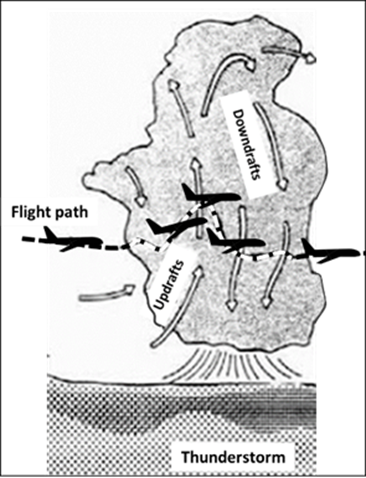 Downdrafts
Flight path
Updrafts
Thunderstorm